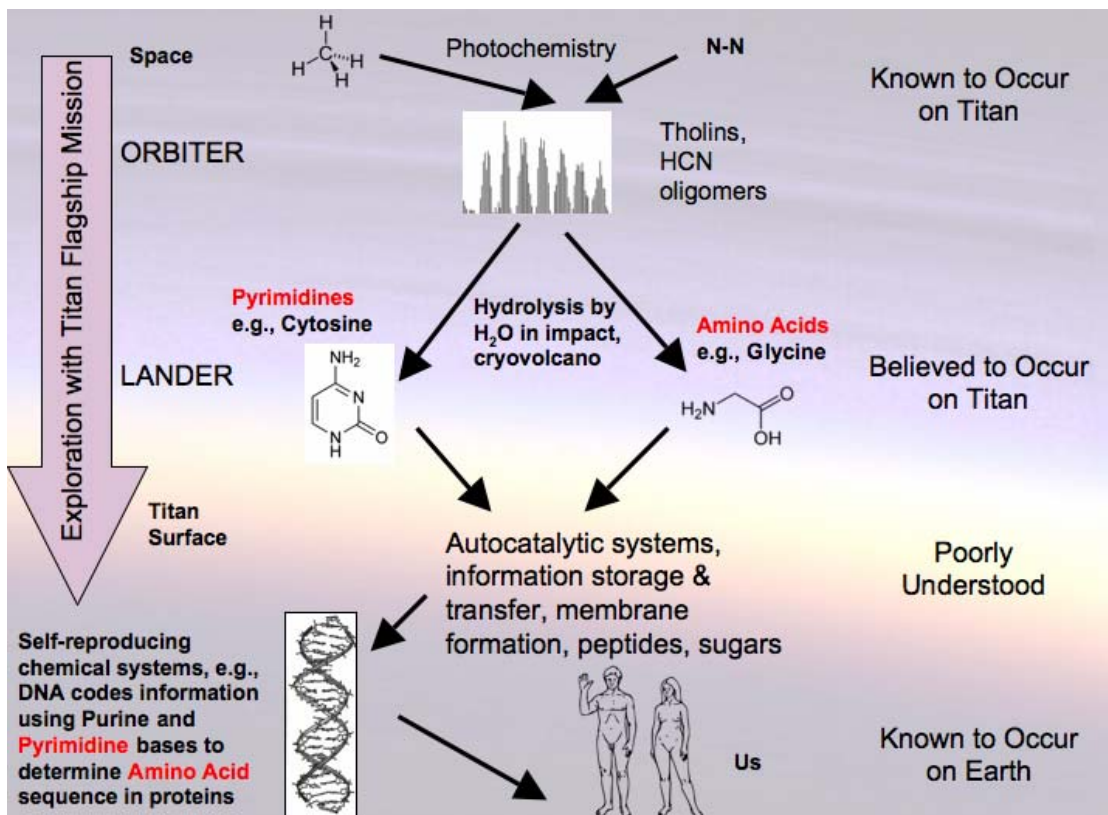 Space
H
C
H
H
H
Photochemistry
N-N
Known to Occur
on Titan
ORBITER
Tholins,
HCN
oligomers
Exploration with Titan Flagship Mission
Pyrimidines
e.g., Cytosine
Hydrolysis by
H₂O in impact,
cryovolcano
Amino Acids
e.g., Glycine
LANDER
NH₂
N
N
H
O
H₂N
O
OH
Believed to Occur
on Titan
Titan
Surface
Autocatalytic systems,
information storage &
transfer, membrane
formation, peptides, sugars
Poorly
Understood
Self-reproducing
chemical systems, e.g.,
DNA codes information
using Purine and
Pyrimidine bases to
determine Amino Acid
sequence in proteins
Us
Known to Occur
on Earth